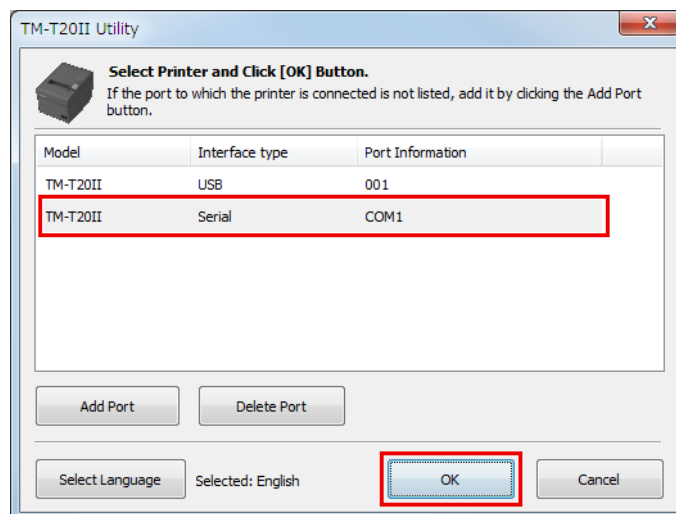 TM-T20II Utility
Select Printer and Click [OK] Button.
If the port to which the printer is connected is not listed, add it by clicking the Add Port
button.
Model Interface type Port Information
TM-T20II USB 001
TM-T20II Serial COM1
Add Port Delete Port
Select Language Selected: English OK Cancel